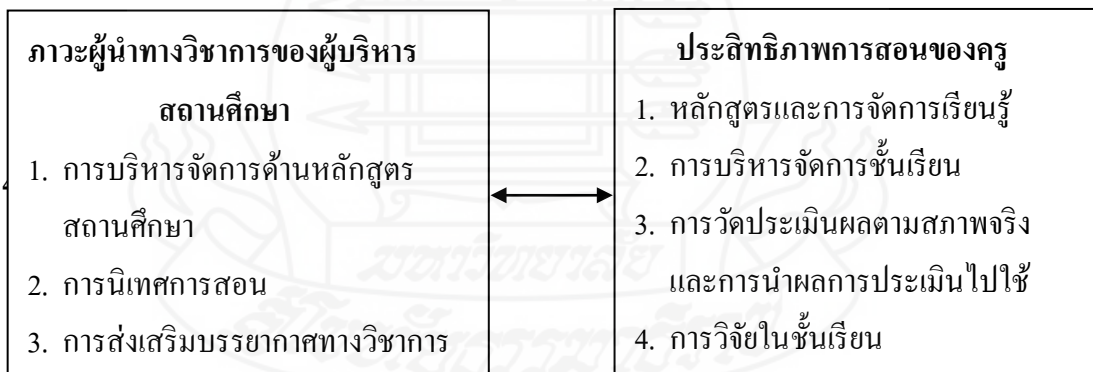 ภาวะผู้นำทางวิชาการของผู้บริหาร
สถานศึกษา
1. การบริหารจัดการด้านหลักสูตร
สถานศึกษา
2. การนิเทศการสอน
3. การส่งเสริมบรรยากาศทางวิชาการ
ประสิทธิภาพการสอนของครู
1. หลักสูตรและการจัดการเรียนรู้
2. การบริหารจัดการชั้นเรียน
3. การวัดประเมินผลตามสภาพจริง
และการนำผลการประเมินไปใช้
4. การวิจัยในชั้นเรียน